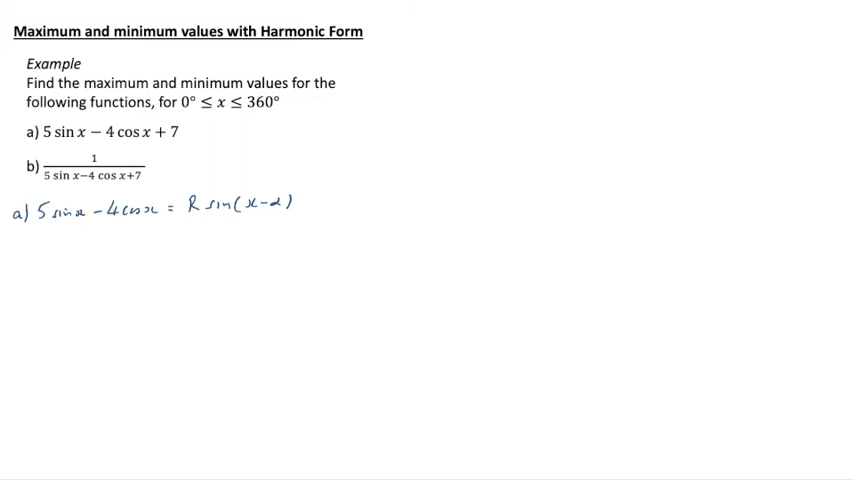 Maximum and minimum values with Harmonic Form
Example
Find the maximum and minimum values for the
following functions, for 0° ≤ x ≤ 360°
a) 5 sin x − 4 cos x + 7
b) 1/(5 sin x−4 cos x+7)
a) 5 sin x − 4 cos x = R sin(x−α)